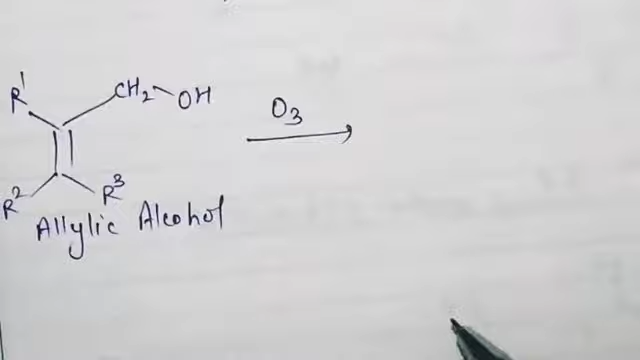 R¹ CH₂ OH
O₃
R² R³
Allylic Alcohol